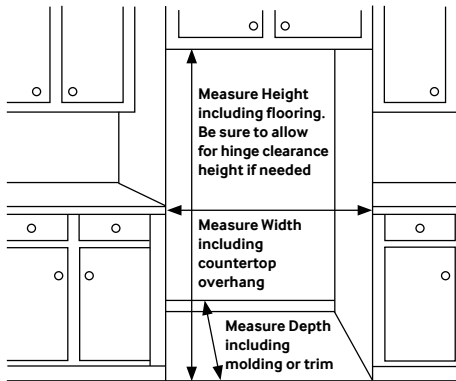 Measure Height
including flooring.
Be sure to allow
for hinge clearance
height if needed
Measure Width
including
countertop
overhang
Measure Depth
including
molding or trim